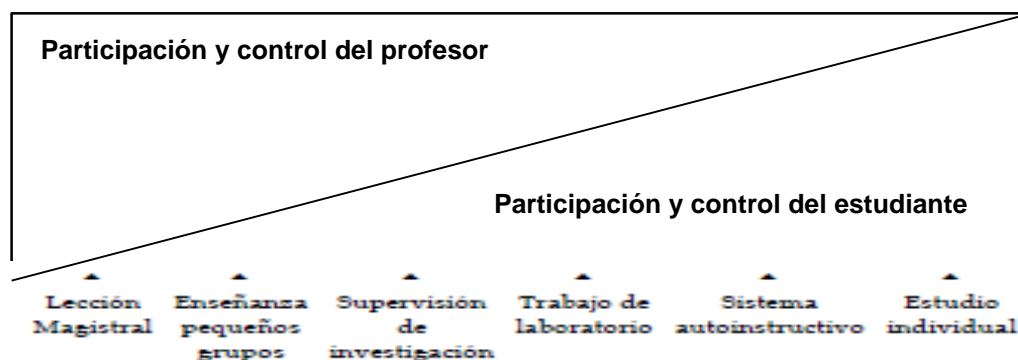 Participación y control del profesor
Participación y control del estudiante
Lección
Magistral
Enseñanza
pequeños
grupos
Supervisión
de
investigación
Trabajo de
laboratorio
Sistema
autoinstructivo
Estudio
individual